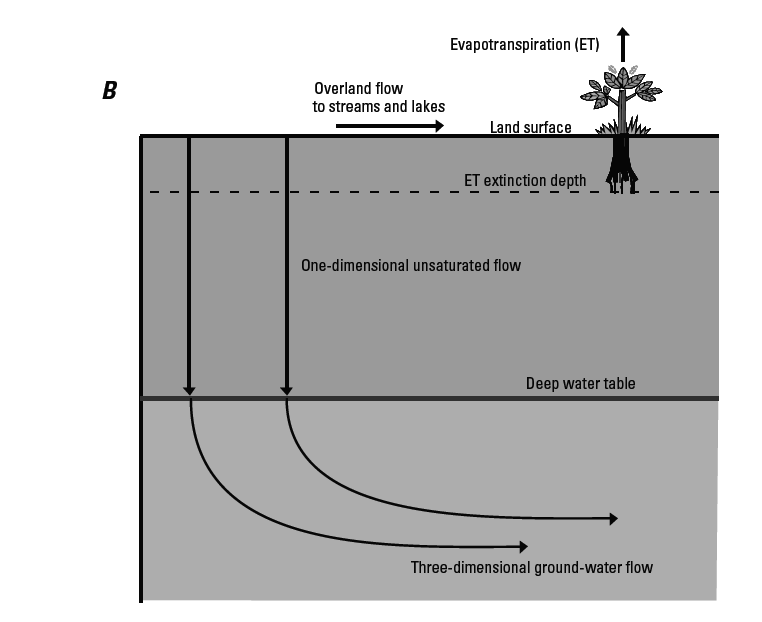 Evapotranspiration (ET)
B
Overland flow
to streams and lakes
Land surface
ET extinction depth
One-dimensional unsaturated flow
Deep water table
Three-dimensional ground-water flow